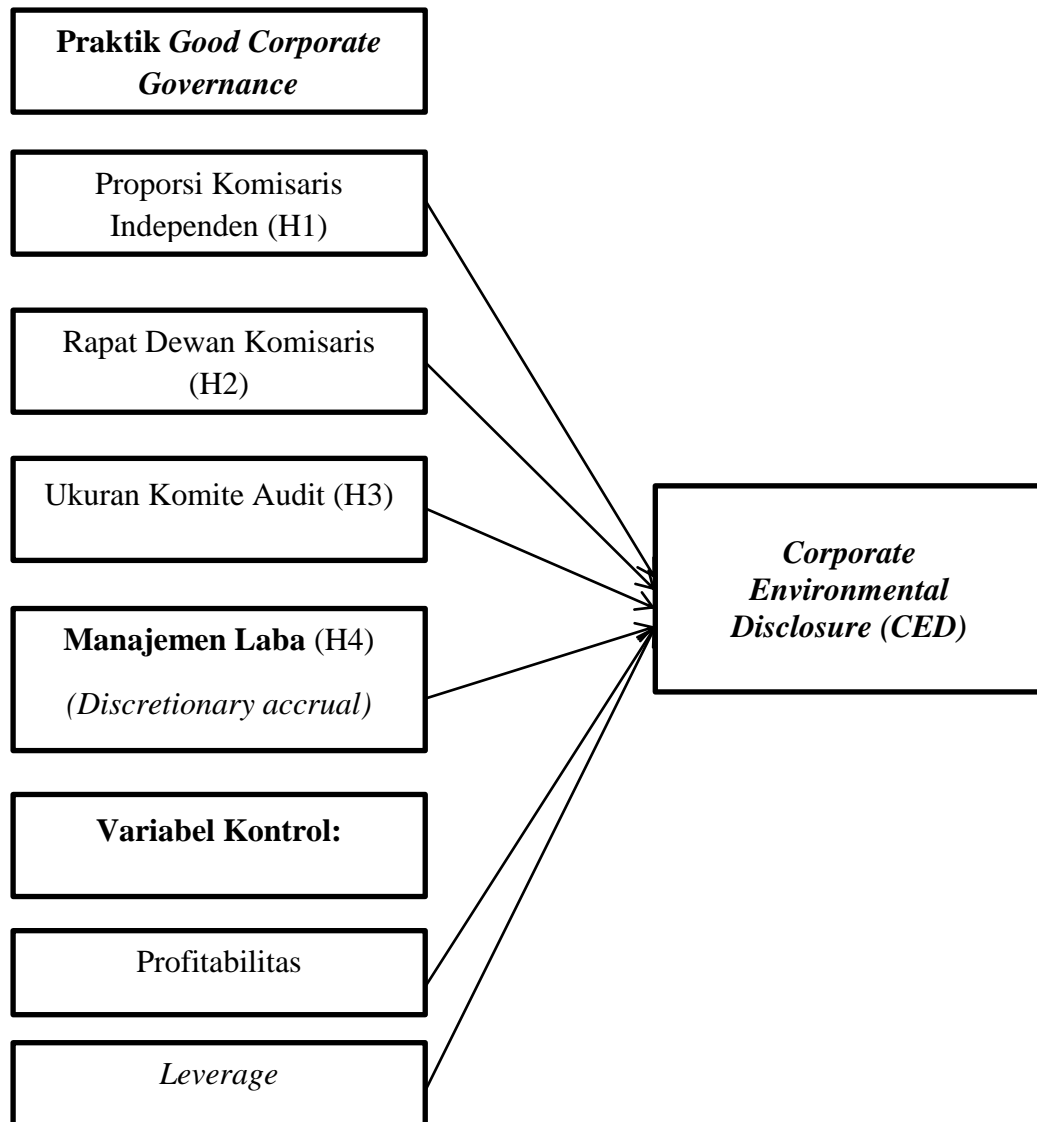 Praktik Good Corporate
Governance
Proporsi Komisaris
Independen (H1)
Rapat Dewan Komisaris
(H2)
Ukuran Komite Audit (H3)
Manajemen Laba (H4)
(Discretionary accrual)
Variabel Kontrol:
Profitabilitas
Leverage
Corporate
Environmental
Disclosure (CED)